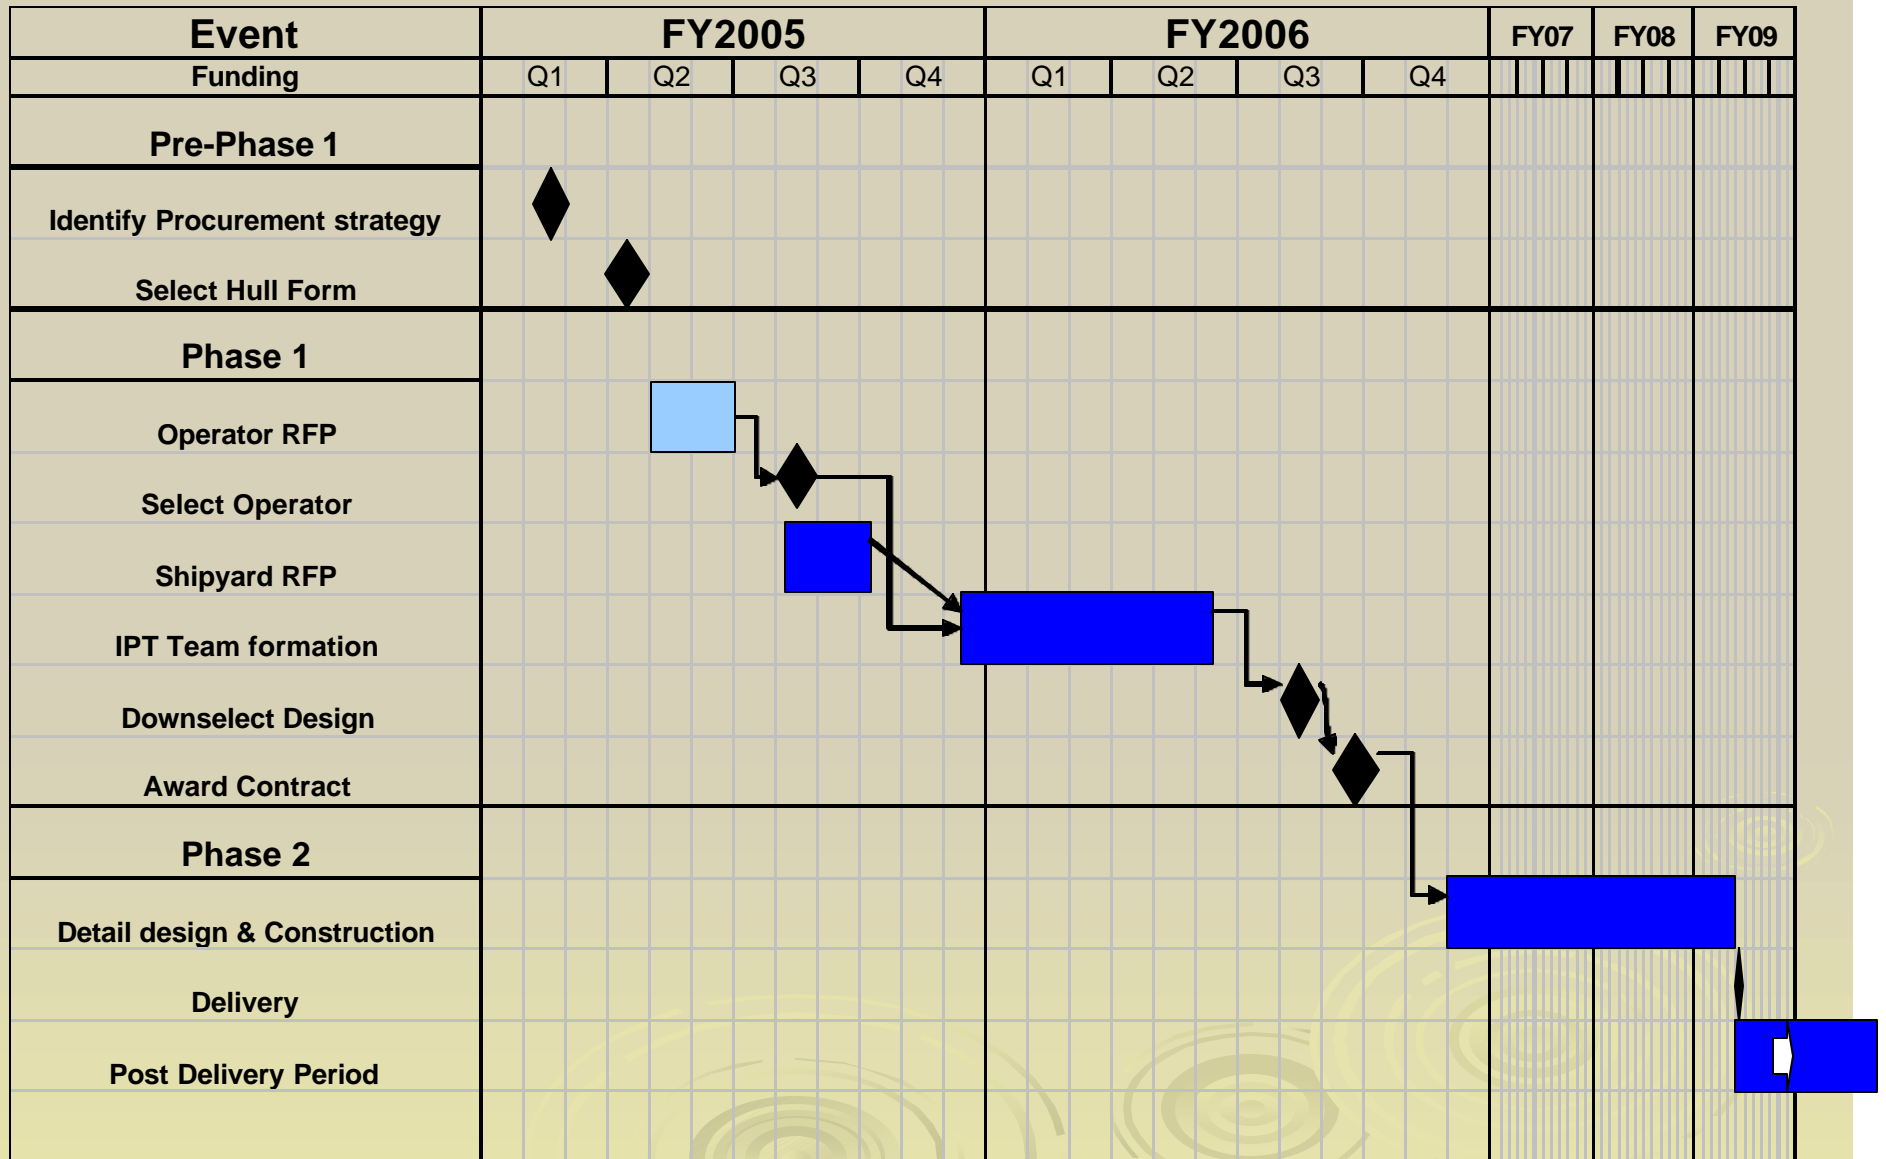 Event FY2005 FY2006 FY07 FY08 FY09
Funding Q1 Q2 Q3 Q4 Q1 Q2 Q3 Q4
Pre-Phase 1
Identify Procurement strategy
Select Hull Form
Phase 1
Operator RFP
Select Operator
Shipyard RFP
IPT Team formation
Downselect Design
Award Contract
Phase 2
Detail design & Construction
Delivery
Post Delivery Period